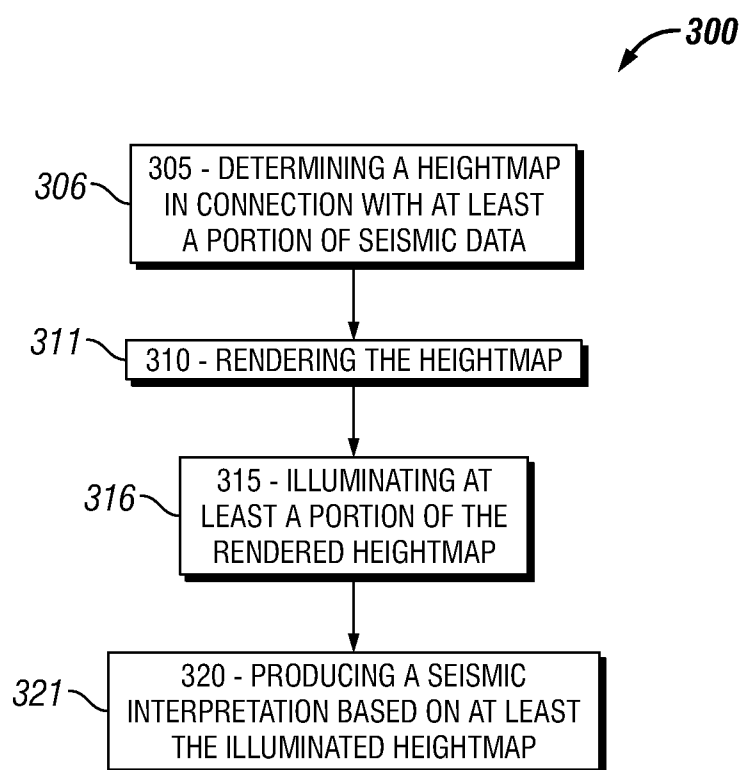 300
306
305 - DETERMINING A HEIGHTMAP
IN CONNECTION WITH AT LEAST
A PORTION OF SEISMIC DATA
311
310 - RENDERING THE HEIGHTMAP
316
315 - ILLUMINATING AT
LEAST A PORTION OF THE
RENDERED HEIGHTMAP
321
320 - PRODUCING A SEISMIC
INTERPRETATION BASED ON AT LEAST
THE ILLUMINATED HEIGHTMAP